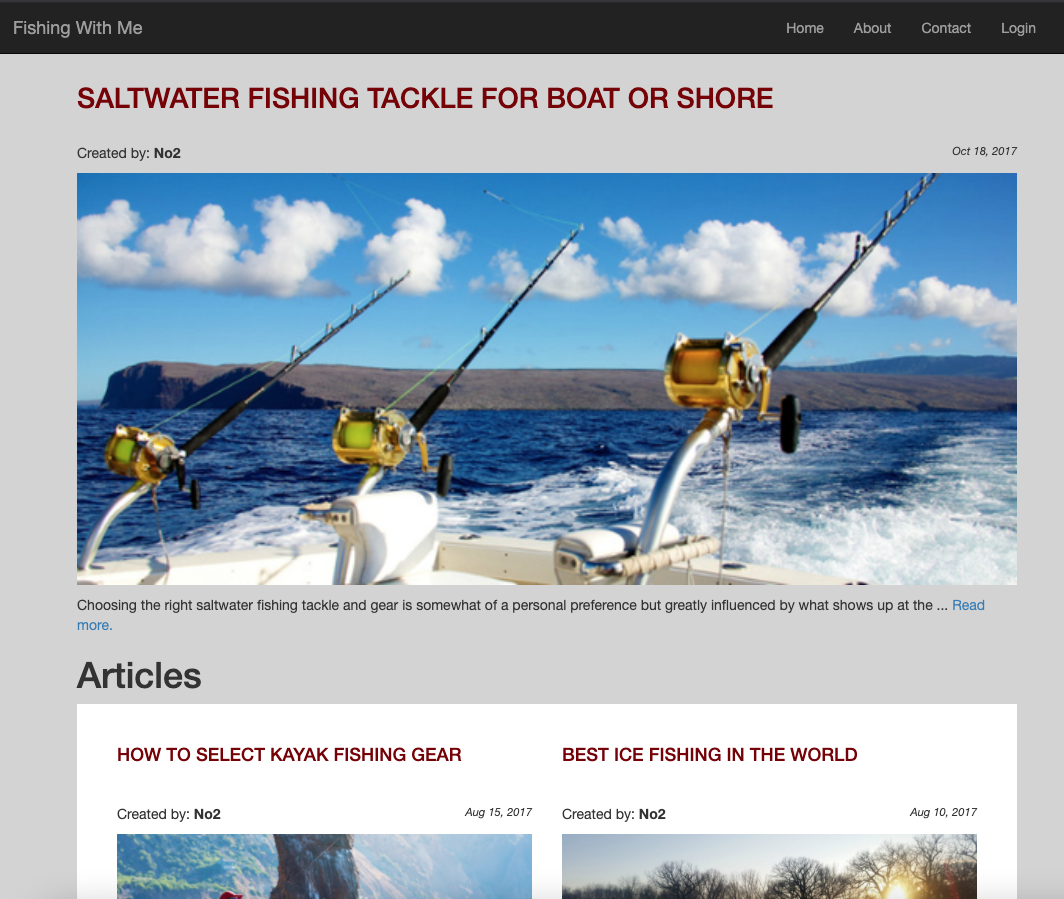 Fishing With Me
Home About Contact Login
SALTWATER FISHING TACKLE FOR BOAT OR SHORE
Created by: No2
Oct 18, 2017
Choosing the right saltwater fishing tackle and gear is somewhat of a personal preference but greatly influenced by what shows up at the ... Read
more.
Articles
HOW TO SELECT KAYAK FISHING GEAR
Created by: No2
Aug 15, 2017
BEST ICE FISHING IN THE WORLD
Created by: No2
Aug 10, 2017